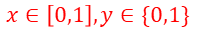 x ∈ [0,1], y ∈ {0,1}